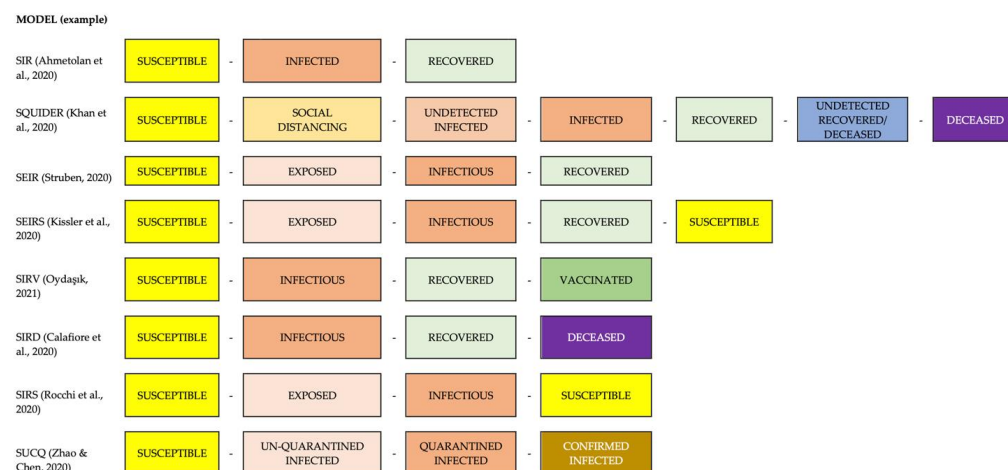 MODEL (example)
SIR (Ahmetolan et
al., 2020)
SUSCEPTIBLE - INFECTED - RECOVERED
SQUIDER (Khan et
al., 2020)
SUSCEPTIBLE - SOCIAL
DISTANCING - UNDETECTED
INFECTED - INFECTED - RECOVERED - UNDETECTED
RECOVERED/
DECEASED - DECEASED
SEIR (Struben, 2020)
SUSCEPTIBLE - EXPOSED - INFECTIOUS - RECOVERED
SEIRS (Kissler et al.,
2020)
SUSCEPTIBLE - EXPOSED - INFECTIOUS - RECOVERED - SUSCEPTIBLE
SIRV (Oydaşık,
2021)
SUSCEPTIBLE - INFECTIOUS - RECOVERED - VACCINATED
SIRD (Calafiore et
al., 2020)
SUSCEPTIBLE - INFECTIOUS - RECOVERED - DECEASED
SIRS (Rocchi et al.,
2020)
SUSCEPTIBLE - EXPOSED - INFECTIOUS - SUSCEPTIBLE
SUCQ (Zhao &
Chen, 2020)
SUSCEPTIBLE - UN-QUARANTINED
INFECTED - QUARANTINED
INFECTED - CONFIRMED
INFECTED